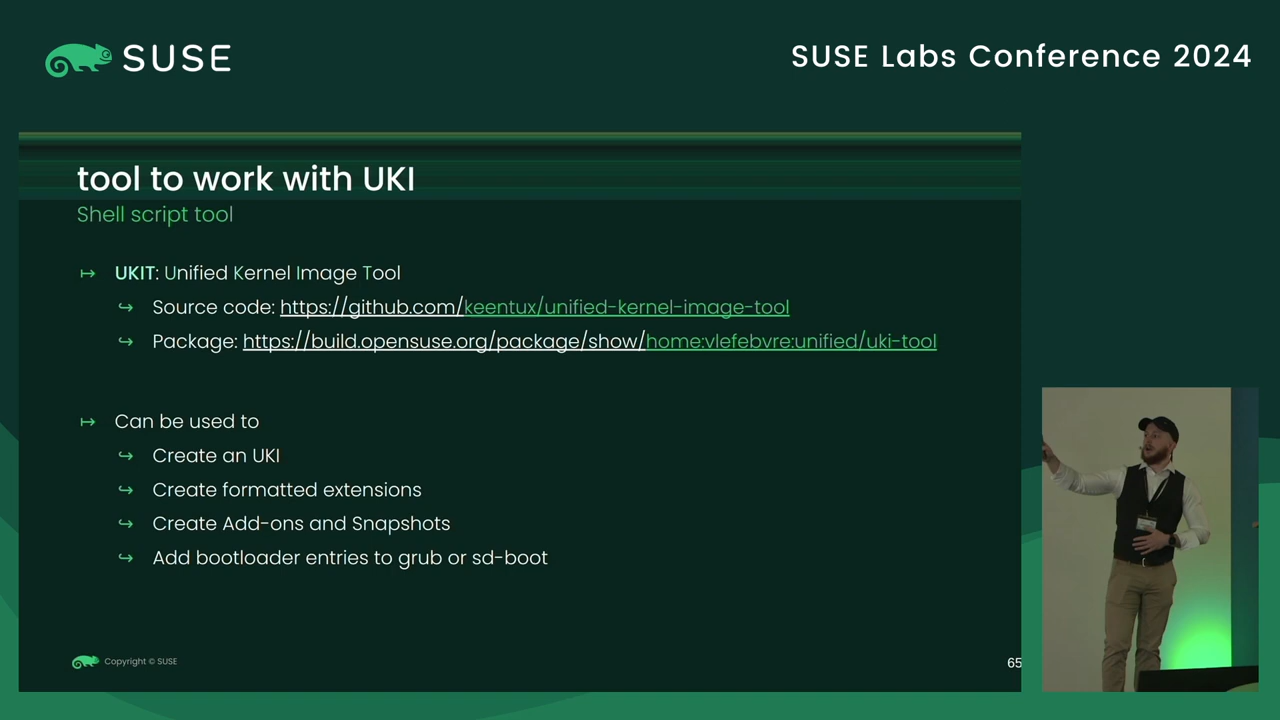 SUSE
SUSE Labs Conference 2024
tool to work with UKI
Shell script tool
↦ UKIT: Unified Kernel Image Tool
↪ Source code: https://github.com/keentux/unified-kernel-image-tool
↪ Package: https://build.opensuse.org/package/show/home:vlefebvre:unified/uki-tool
↦ Can be used to
↪ Create an UKI
↪ Create formatted extensions
↪ Create Add-ons and Snapshots
↪ Add bootloader entries to grub or sd-boot
Copyright © SUSE
65